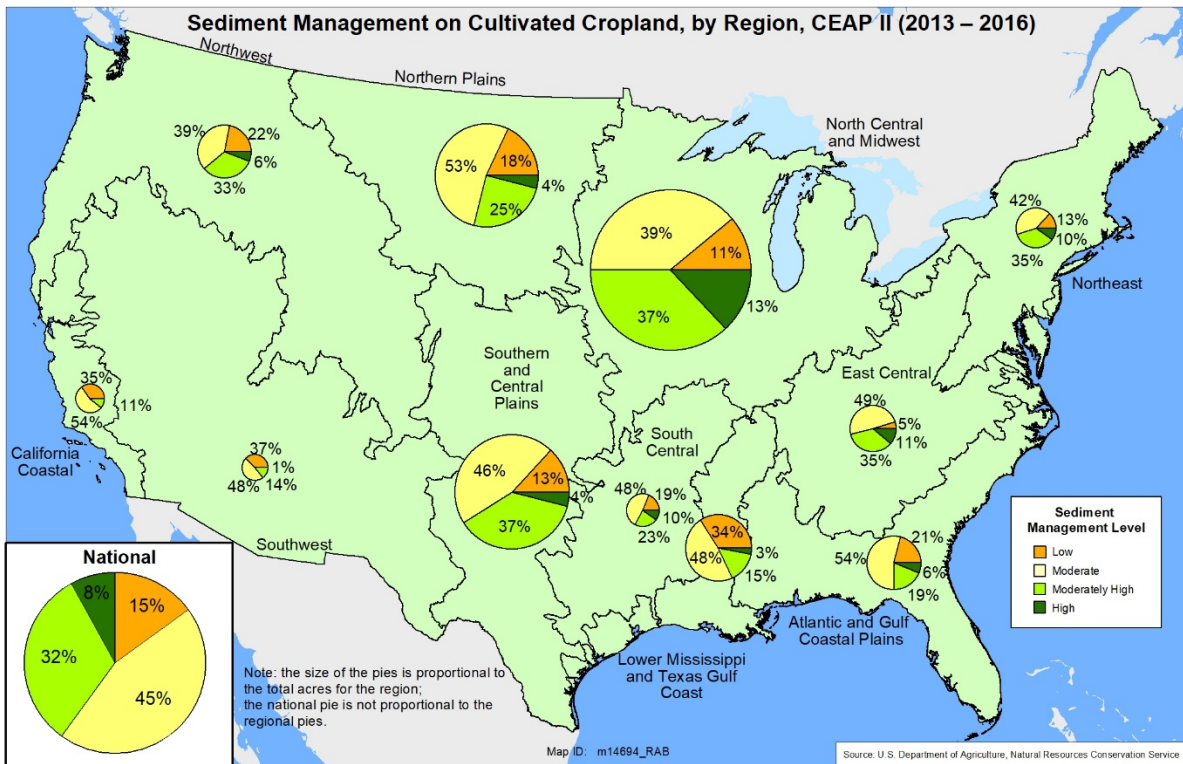 Sediment Management on Cultivated Cropland, by Region, CEAP II (2013 – 2016)
Northwest
39%
22%
6%
33%
Northern Plains
53%
18%
4%
25%
North Central
and Midwest
39%
11%
13%
37%
42%
13%
10%
35%
Northeast
35%
11%
54%
California
Coastal
37%
1%
48%
14%
Southwest
Southern
and
Central
Plains
46%
13%
4%
37%
South
Central
48%
19%
10%
23%
East Central
49%
5%
11%
35%
34%
48%
3%
15%
Lower Mississippi
and Texas Gulf
Coast
54%
21%
6%
19%
Atlantic and Gulf
Coastal Plains
Sediment
Management Level
Low
Moderate
Moderately High
High
National
8%
15%
32%
45%
Note: the size of the pies is proportional to
the total acres for the region;
the national pie is not proportional to the
regional pies.
Map ID: m14694_RAB
Source: U.S. Department of Agriculture, Natural Resources Conservation Service